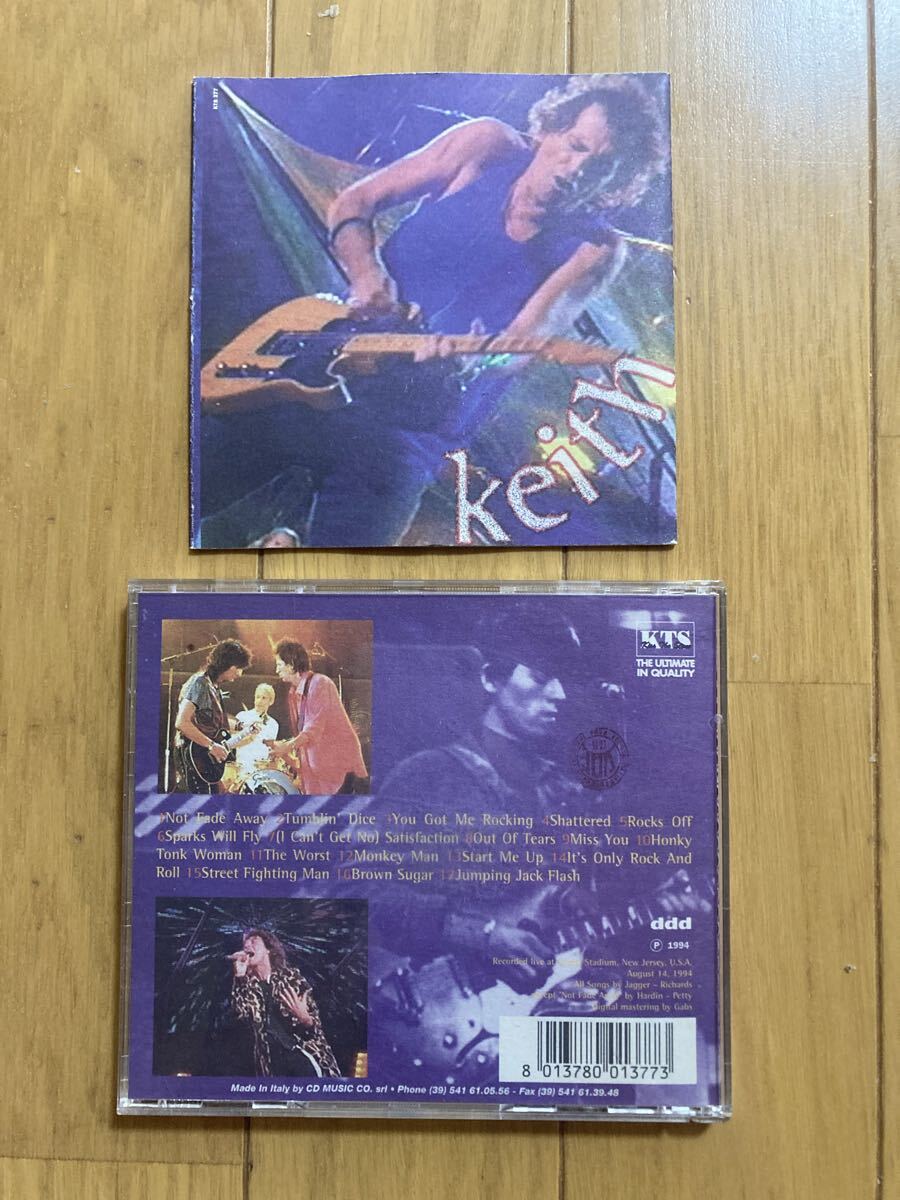 KTS 377
keith
KTS
THE ULTIMATE
IN QUALITY
1Not Fade Away 2Tumblin' Dice 3You Got Me Rocking 4Shattered 5Rocks Off
6Sparks Will Fly 7(I Can't Get No) Satisfaction 8Out Of Tears 9Miss You 10Honky
Tonk Woman 11The Worst 12Monkey Man 13Start Me Up 14It's Only Rock And
Roll 15Street Fighting Man 16Brown Sugar 17Jumping Jack Flash
ddd
℗ 1994
Recorded live at Stadium, New Jersey, U.S.A.
August 14, 1994
All Songs by Jagger - Richards
except "Not Fade Away" by Hardin - Petty
digital mastering by Gabs
8 013780 013773
Made In Italy by CD MUSIC CO. srl • Phone (39) 541 61.05.56 - Fax (39) 541 61.39.48